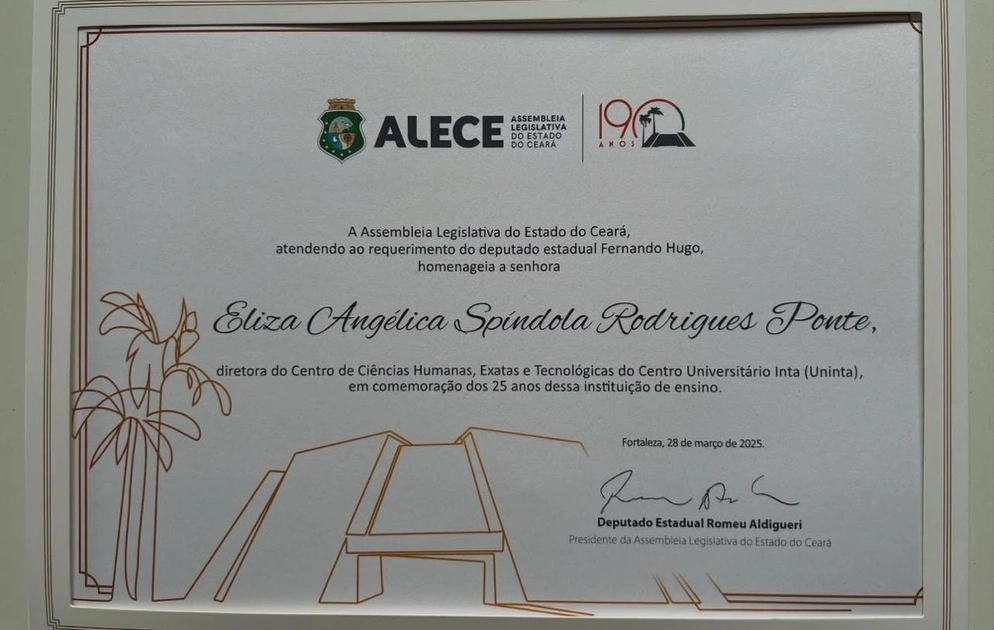 ALECE
ASSEMBLEIA
LEGISLATIVA
DO ESTADO
DO CEARÁ
190
ANOS
A Assembleia Legislativa do Estado do Ceará,
atendendo ao requerimento do deputado estadual Fernando Hugo,
homenageia a senhora
Eliza Angélica Spíndola Rodrigues Ponte,
diretora do Centro de Ciências Humanas, Exatas e Tecnológicas do Centro Universitário Inta (Uninta),
em comemoração dos 25 anos dessa instituição de ensino.
Fortaleza, 28 de março de 2025.
Deputado Estadual Romeu Aldigueri
Presidente da Assembleia Legislativa do Estado do Ceará